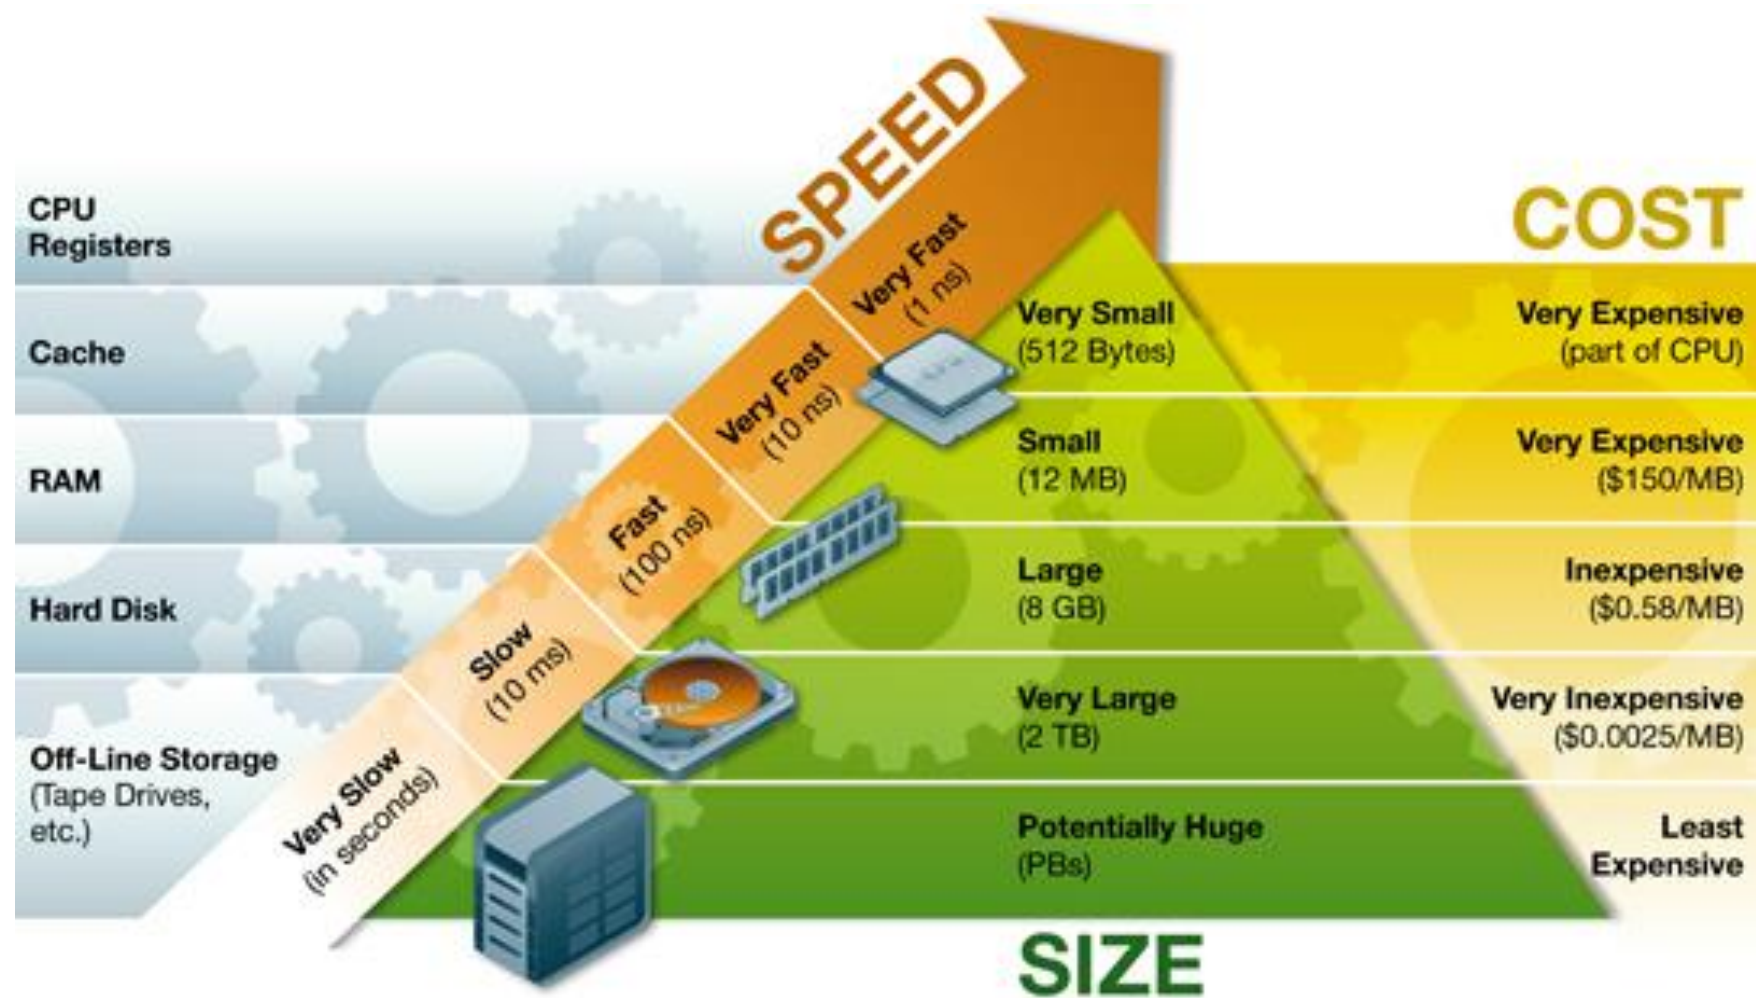 SPEED
COST
CPU
Registers
Very Fast
(1 ns)
Very Small
(512 Bytes)
Very Expensive
(part of CPU)
Cache
Very Fast
(10 ns)
Small
(12 MB)
Very Expensive
($150/MB)
RAM
Fast
(100 ns)
Large
(8 GB)
Inexpensive
($0.58/MB)
Hard Disk
Slow
(10 ms)
Very Large
(2 TB)
Very Inexpensive
($0.0025/MB)
Off-Line Storage
(Tape Drives,
etc.)
Very Slow
(in seconds)
Potentially Huge
(PBs)
Least
Expensive
SIZE